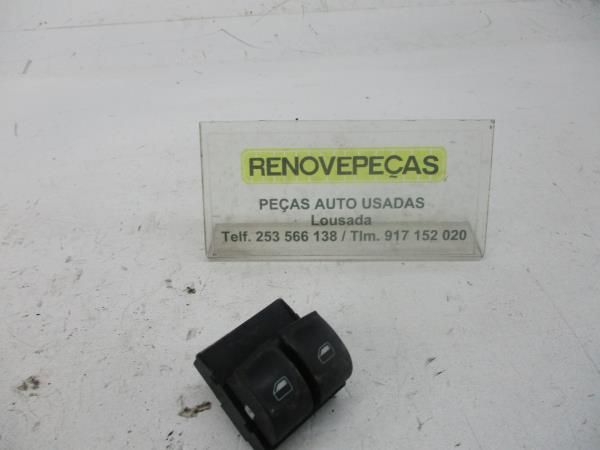 RENOVEPEÇAS
PEÇAS AUTO USADAS
Lousada
Telf. 253 566 138 / Tlm. 917 152 020